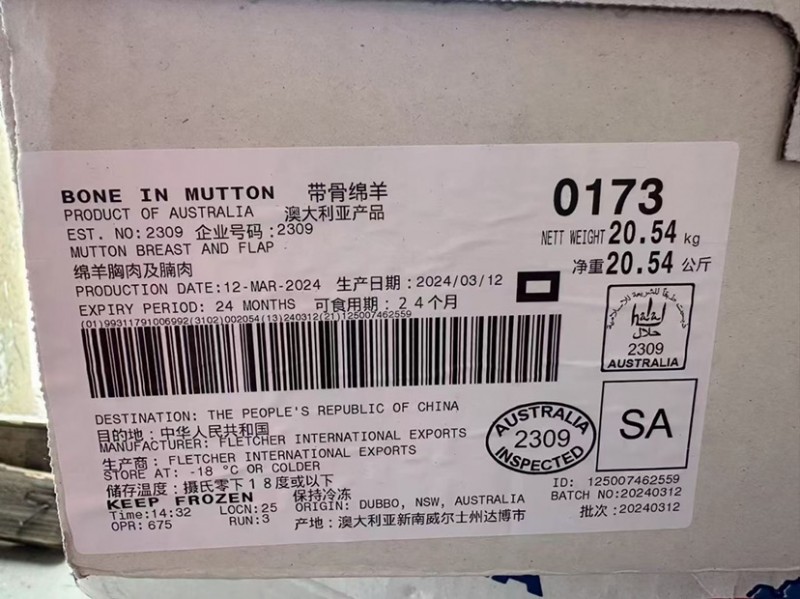 BONE IN MUTTON 带骨绵羊
PRODUCT OF AUSTRALIA 澳大利亚产品
EST. NO:2309 企业号码:2309
MUTTON BREAST AND FLAP
绵羊胸肉及腩肉
PRODUCTION DATE:12-MAR-2024 生产日期:2024/03/12
EXPIRY PERIOD: 24 MONTHS 可食用期:24个月
(01)99311791006992(3102)002054(13)240312(21)125007462559
0173
NETT WEIGHT 20.54 kg
净重 20.54 公斤
halal
حلال
2309
AUSTRALIA
DESTINATION: THE PEOPLE'S REPUBLIC OF CHINA
目的地:中华人民共和国
MANUFACTURER: FLETCHER INTERNATIONAL EXPORTS
生产商: FLETCHER INTERNATIONAL EXPORTS
STORE AT: -18 °C OR COLDER
储存温度:摄氏零下18度或以下
KEEP FROZEN 保持冷冻
Time:14:32 LOCN:25 ORIGIN: DUBBO, NSW, AUSTRALIA
OPR: 675 RUN:3 产地:澳大利亚新南威尔士州达博市
AUSTRALIA
2309
INSPECTED
SA
ID: 125007462559
BATCH NO:20240312
批次:20240312